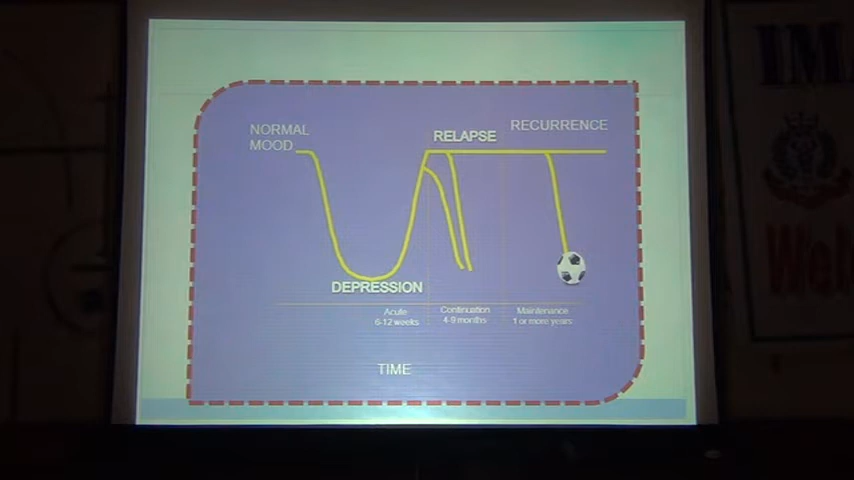 NORMAL
MOOD
RELAPSE
RECURRENCE
DEPRESSION
Acute
6-12 weeks
Continuation
4-9 months
Maintenance
1 or more years
TIME